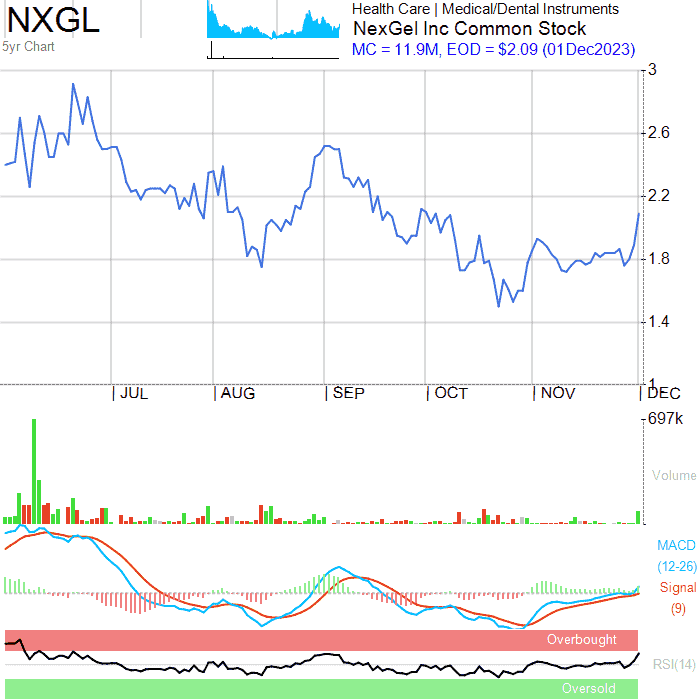 NXGL
5yr Chart
Health Care | Medical/Dental Instruments
NexGel Inc Common Stock
MC = 11.9M, EOD = $2.09 (01Dec2023)
3
2.6
2.2
1.8
1.4
1
JUL AUG SEP OCT NOV DEC
697k
Volume
MACD
(12-26)
Signal
(9)
Overbought
RSI(14)
Oversold